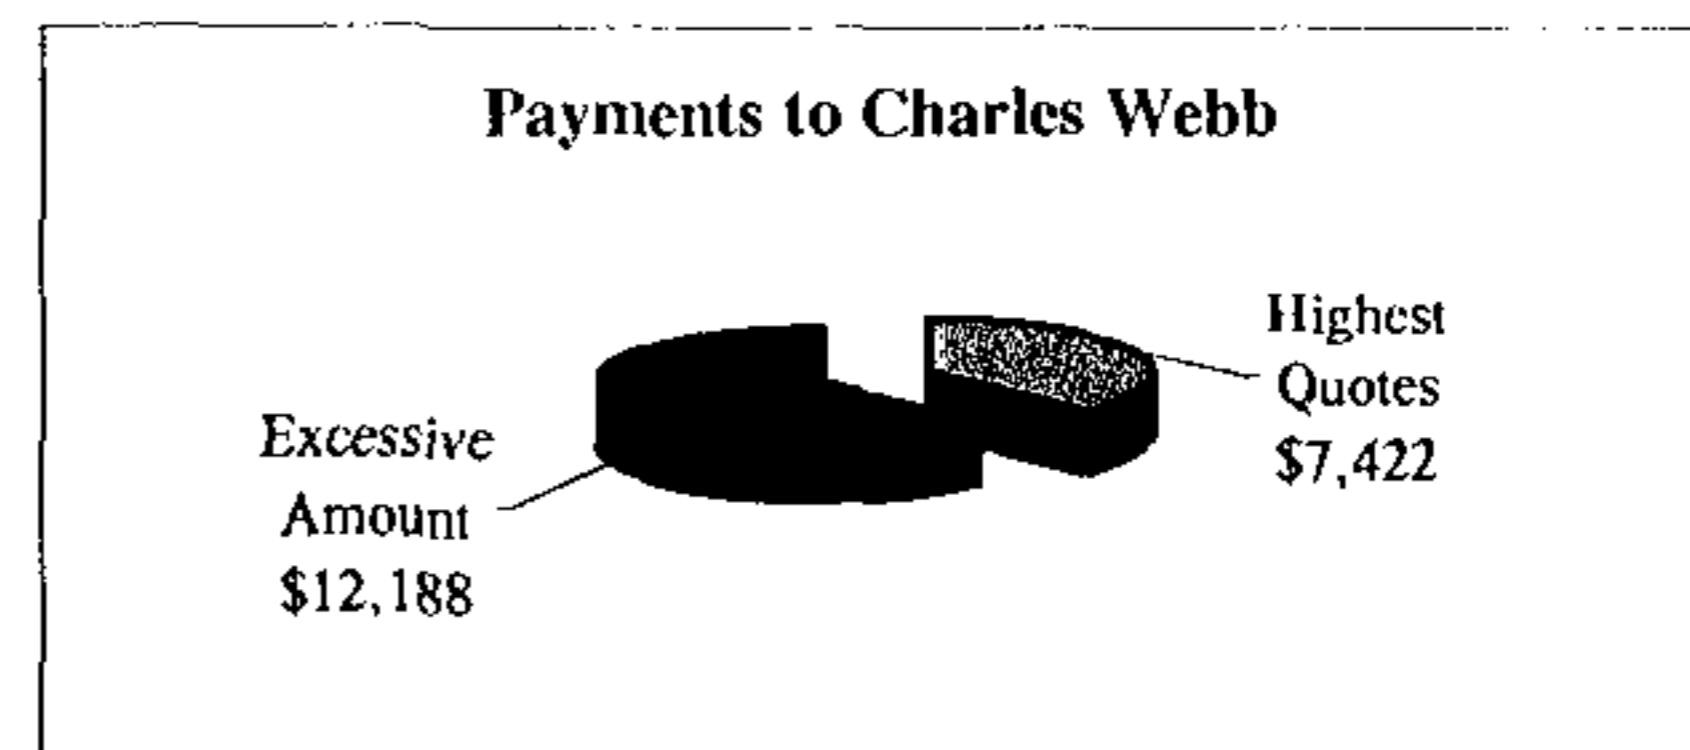 Payments to Charles Webb
Highest
Quotes
$7,422
Excessive
Amount
$12,188